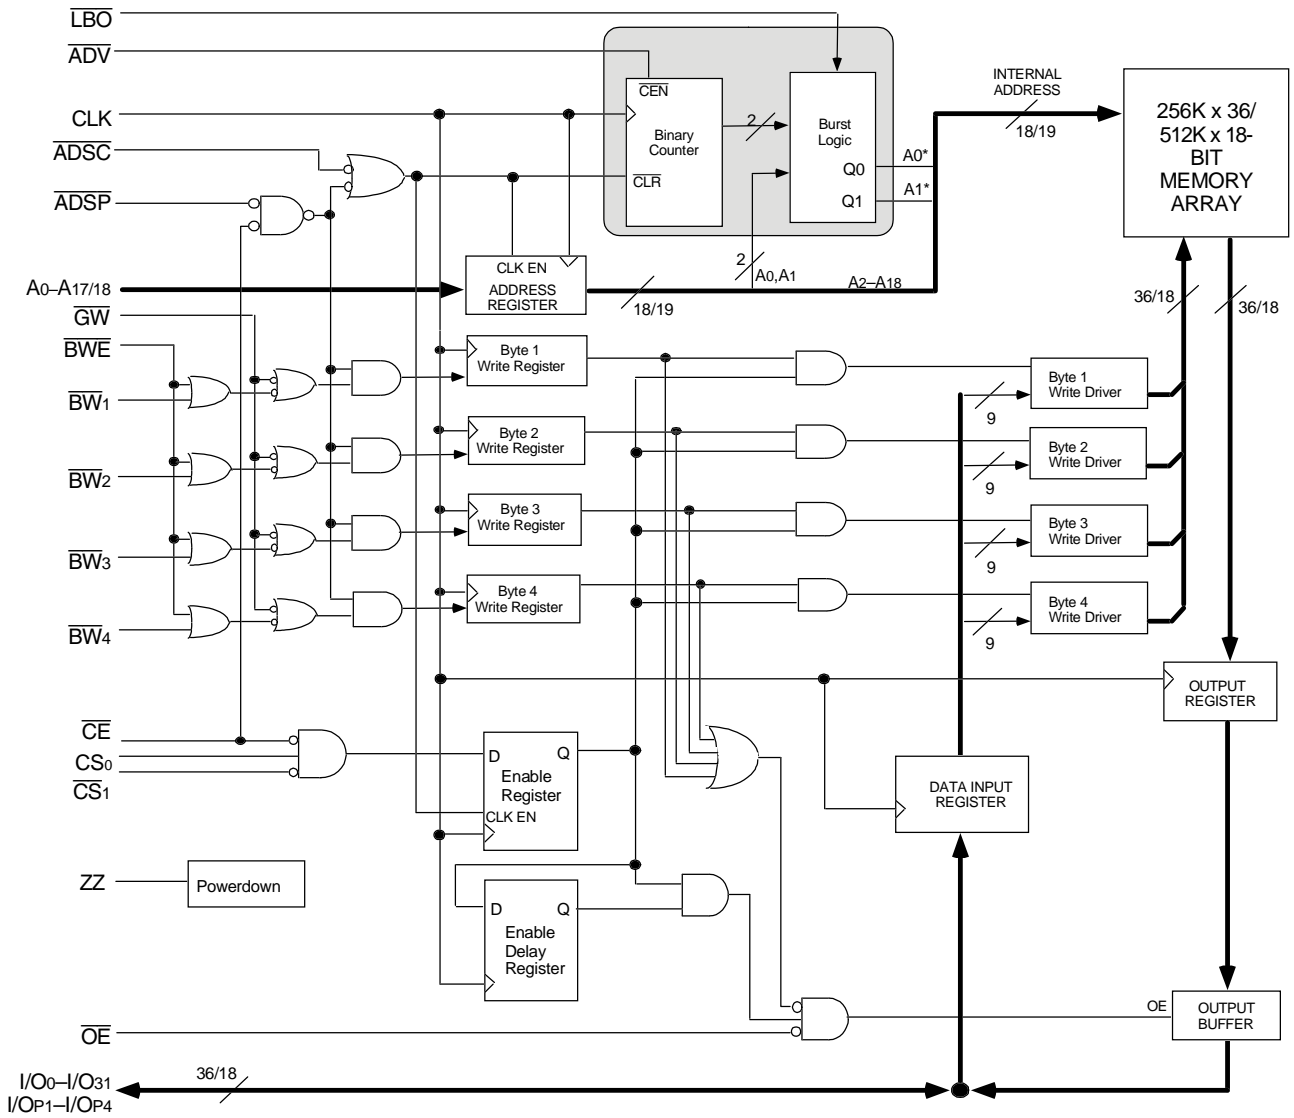 LBO
ADV
CLK
ADSC
ADSP
A0–A17/18
GW
BWE
BW1
BW2
BW3
BW4
CE
CS0
CS1
ZZ
OE
I/O0–I/O31
I/OP1–I/OP4
36/18
CEN
Binary
Counter
CLR
2
Burst
Logic
Q0
Q1
A0*
A1*
2
A0,A1
A2–A18
INTERNAL
ADDRESS
18/19
256K x 36/
512K x 18-
BIT
MEMORY
ARRAY
CLK EN
ADDRESS
REGISTER
18/19
36/18
36/18
Byte 1
Write Register
Byte 2
Write Register
Byte 3
Write Register
Byte 4
Write Register
9
Byte 1
Write Driver
9
Byte 2
Write Driver
9
Byte 3
Write Driver
9
Byte 4
Write Driver
OUTPUT
REGISTER
D
Q
Enable
Register
CLK EN
DATA INPUT
REGISTER
Powerdown
D
Q
Enable
Delay
Register
OE
OUTPUT
BUFFER